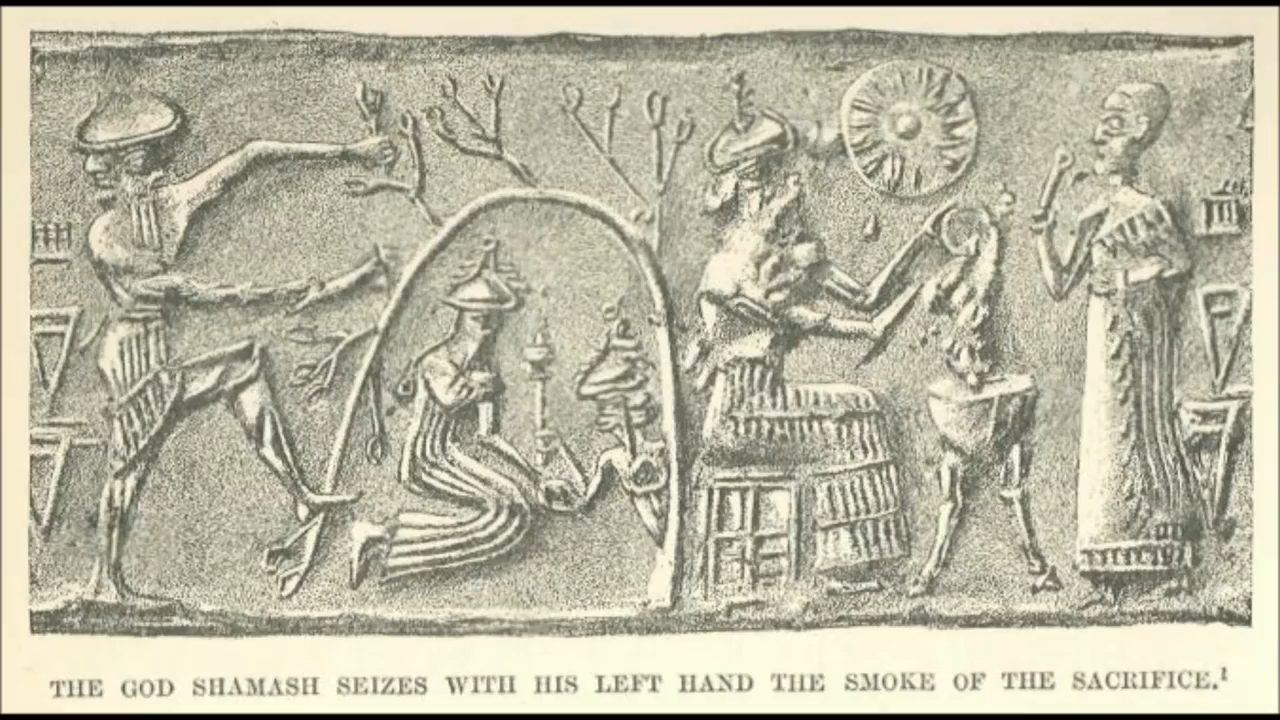 THE GOD SHAMASH SEIZES WITH HIS LEFT HAND THE SMOKE OF THE SACRIFICE.¹